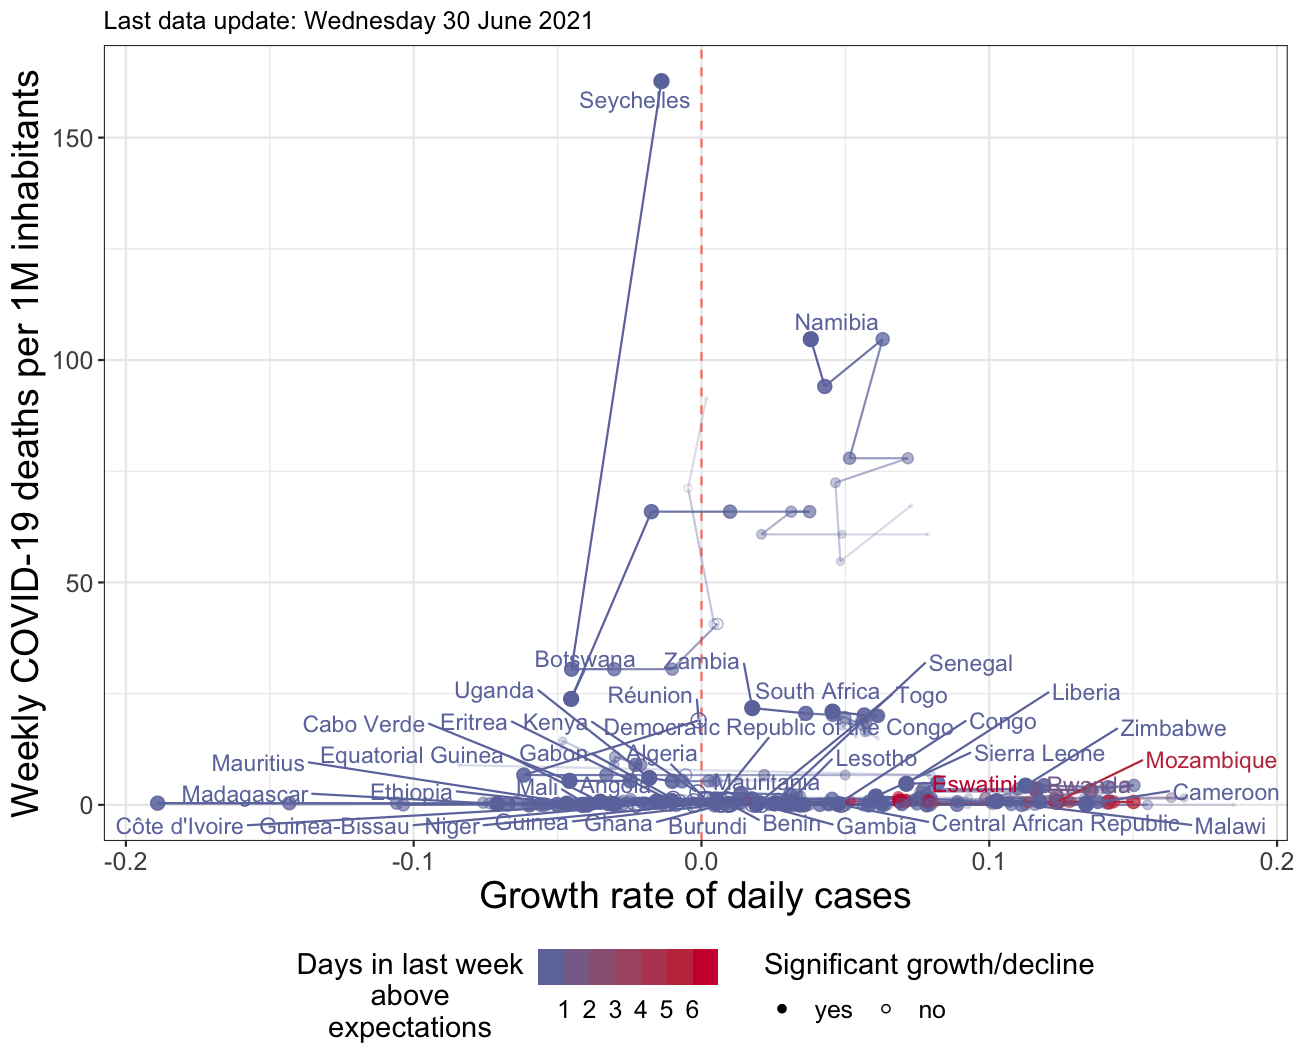 Last data update: Wednesday 30 June 2021
Weekly COVID-19 deaths per 1M inhabitants
150
100
50
0
Seychelles
Namibia
Botswana
Zambia
Senegal
Uganda
Réunion
South Africa
Togo
Liberia
Cabo Verde
Eritrea
Kenya
Democratic Republic of the Congo
Congo
Zimbabwe
Mauritius
Equatorial Guinea
Gabon
Algeria
Lesotho
Sierra Leone
Mozambique
Madagascar
Ethiopia
Mali
Angola
Mauritania
Eswatini
Rwanda
Cameroon
Côte d'Ivoire
Guinea-Bissau
Niger
Guinea
Ghana
Burundi
Benin
Gambia
Central African Republic
Malawi
-0.2
-0.1
0.0
0.1
0.2
Growth rate of daily cases
Days in last week
above
expectations
1 2 3 4 5 6
Significant growth/decline
yes
no